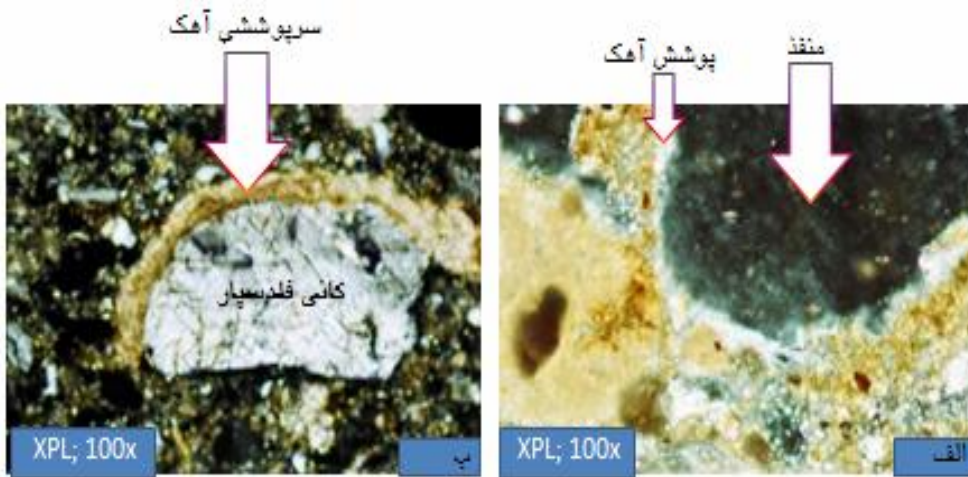 منفذ
پوشش آهک
سرپوششي آهک
کانی فلدسپار
XPL; 100x
الف
XPL; 100x
ب